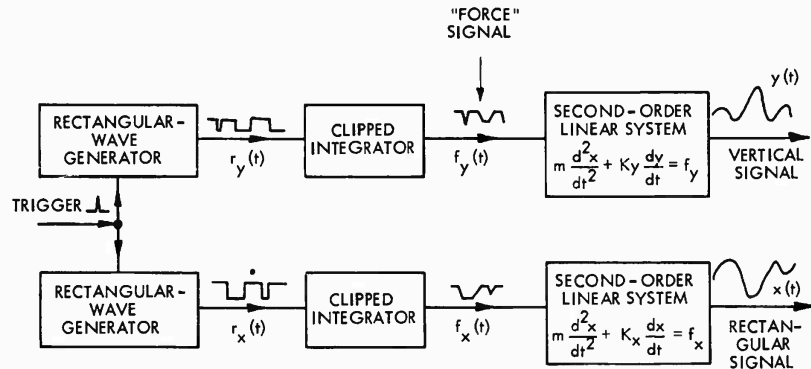 "FORCE"
SIGNAL
RECTANGULAR-
WAVE
GENERATOR
r_y(t)
CLIPPED
INTEGRATOR
f_y(t)
SECOND-ORDER
LINEAR SYSTEM
m d²x/dt² + Ky dy/dt = f_y
y(t)
VERTICAL
SIGNAL
TRIGGER
RECTANGULAR-
WAVE
GENERATOR
r_x(t)
CLIPPED
INTEGRATOR
f_x(t)
SECOND-ORDER
LINEAR SYSTEM
m d²x/dt² + K_x dx/dt = f_x
x(t)
RECTAN-
GULAR
SIGNAL